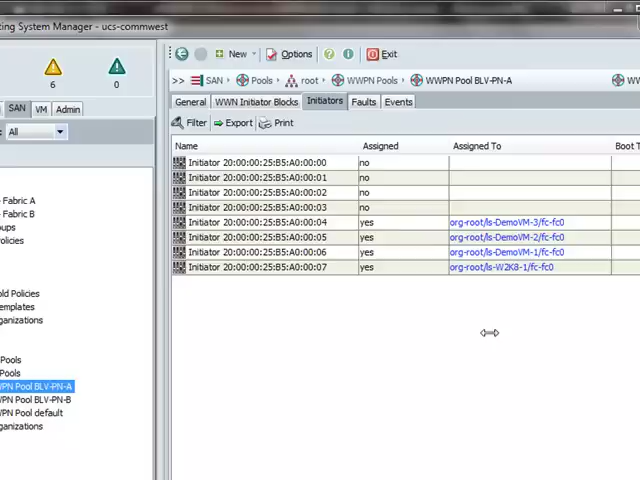 ting System Manager - ucs-commwest
New
Options
Exit
6
0
>> SAN WWPN Pools root WWPN Pools WWPN Pool BLV-PN-A WW
SAN VM Admin
General WWN Initiator Blocks Initiators Faults Events
: All
Filter Export Print
Name Assigned Assigned To Boot T
Initiator 20:00:00:25:B5:A0:00:00 no
Initiator 20:00:00:25:B5:A0:00:01 no
Initiator 20:00:00:25:B5:A0:00:02 no
Initiator 20:00:00:25:B5:A0:00:03 no
Initiator 20:00:00:25:B5:A0:00:04 yes org-root/ls-DemoVM-3/fc-fc0
Initiator 20:00:00:25:B5:A0:00:05 yes org-root/ls-DemoVM-2/fc-fc0
Initiator 20:00:00:25:B5:A0:00:06 yes org-root/ls-DemoVM-1/fc-fc0
Initiator 20:00:00:25:B5:A0:00:07 yes org-root/ls-W2K8-1/fc-fc0
Fabric A
Fabric B
ups
olicies
old Policies
emplates
ganizations
Pools
Pools
WPN Pool BLV-PN-A
WPN Pool BLV-PN-B
WPN Pool default
ganizations